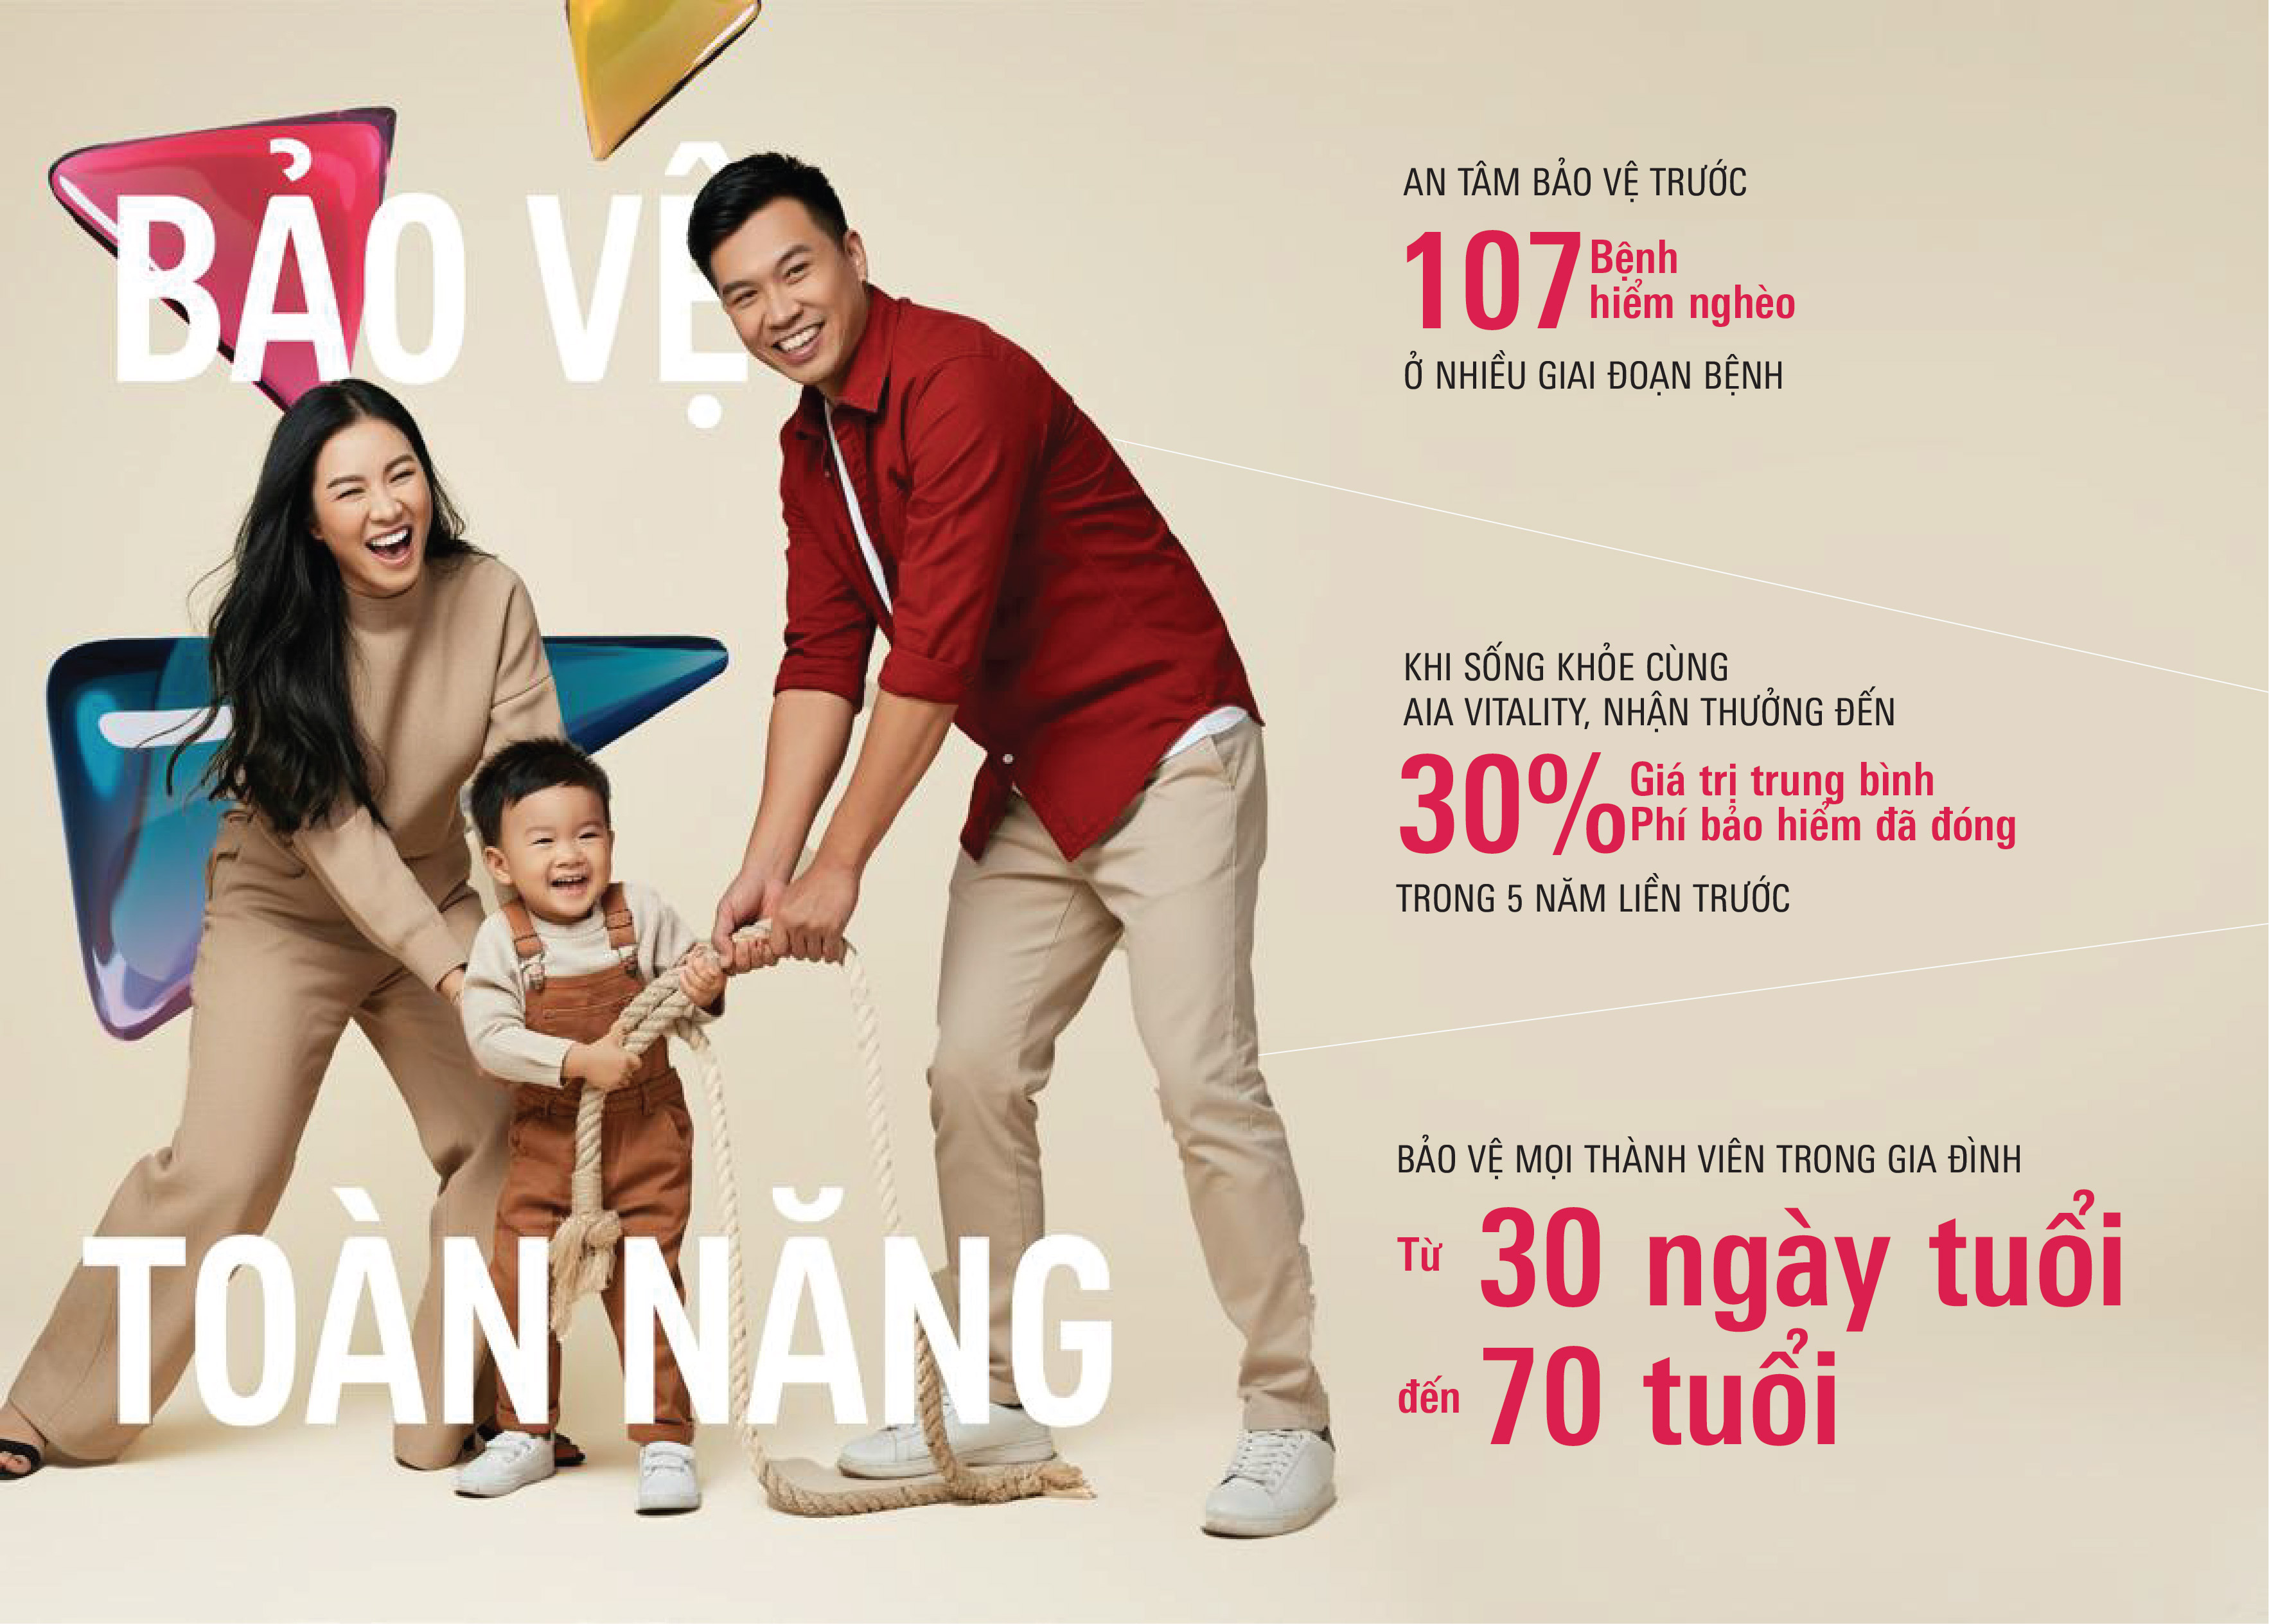 BẢO VỆ
TOÀN NĂNG
AN TÂM BẢO VỆ TRƯỚC
107 Bệnh
hiểm nghèo
Ở NHIỀU GIAI ĐOẠN BỆNH
KHI SỐNG KHỎE CÙNG
AIA VITALITY, NHẬN THƯỞNG ĐẾN
30% Giá trị trung bình
Phí bảo hiểm đã đóng
TRONG 5 NĂM LIỀN TRƯỚC
BẢO VỆ MỌI THÀNH VIÊN TRONG GIA ĐÌNH
Từ 30 ngày tuổi
đến 70 tuổi